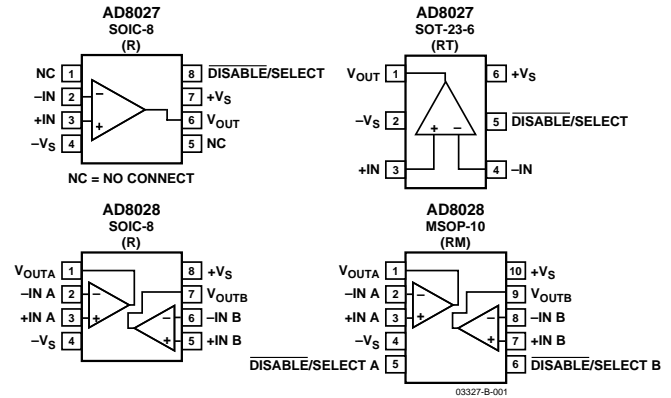 AD8027
SOIC-8
(R)
NC 1
–IN 2
+IN 3
–VS 4
8 DISABLE/SELECT
7 +VS
6 VOUT
5 NC
– +
NC = NO CONNECT
AD8027
SOT-23-6
(RT)
VOUT 1
–VS 2
+IN 3
6 +VS
5 DISABLE/SELECT
4 –IN
+ –
AD8028
SOIC-8
(R)
VOUTA 1
–IN A 2
+IN A 3
–VS 4
8 +VS
7 VOUTB
6 –IN B
5 +IN B
– +
– +
AD8028
MSOP-10
(RM)
VOUTA 1
–IN A 2
+IN A 3
–VS 4
DISABLE/SELECT A 5
10 +VS
9 VOUTB
8 –IN B
7 +IN B
6 DISABLE/SELECT B
– +
– +
03327-B-001